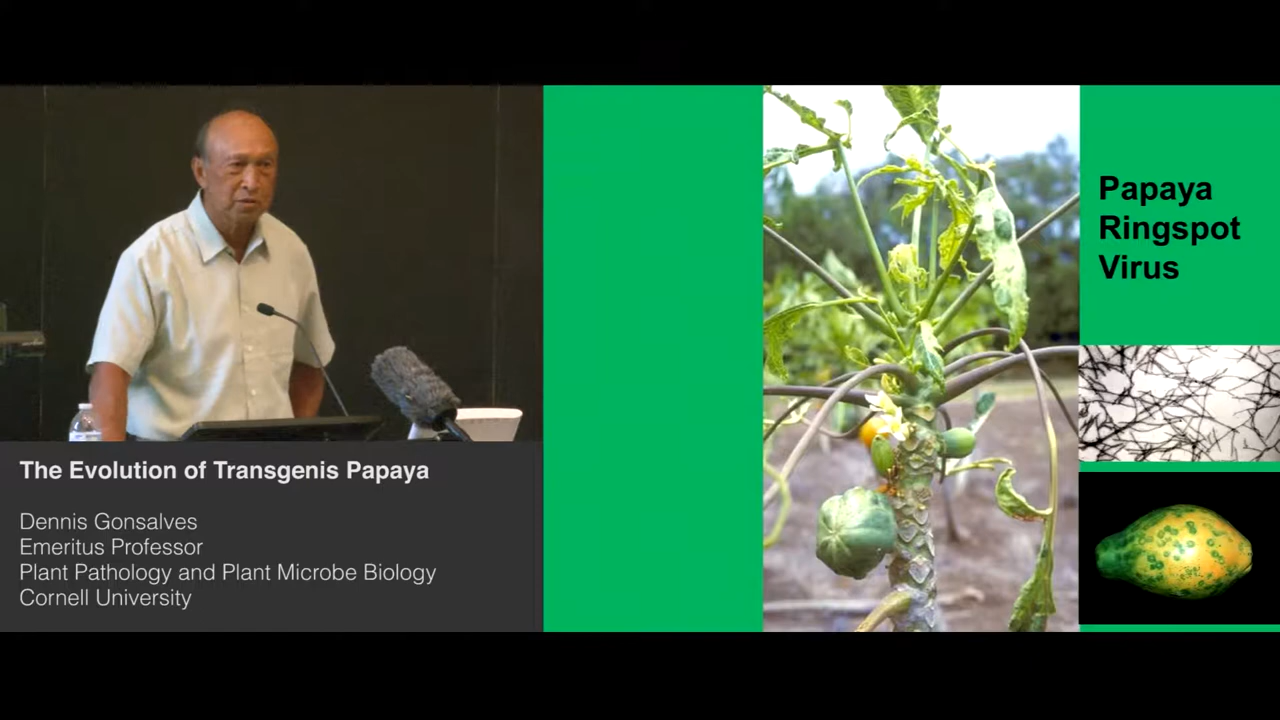 The Evolution of Transgenis Papaya
Dennis Gonsalves
Emeritus Professor
Plant Pathology and Plant Microbe Biology
Cornell University
Papaya
Ringspot
Virus